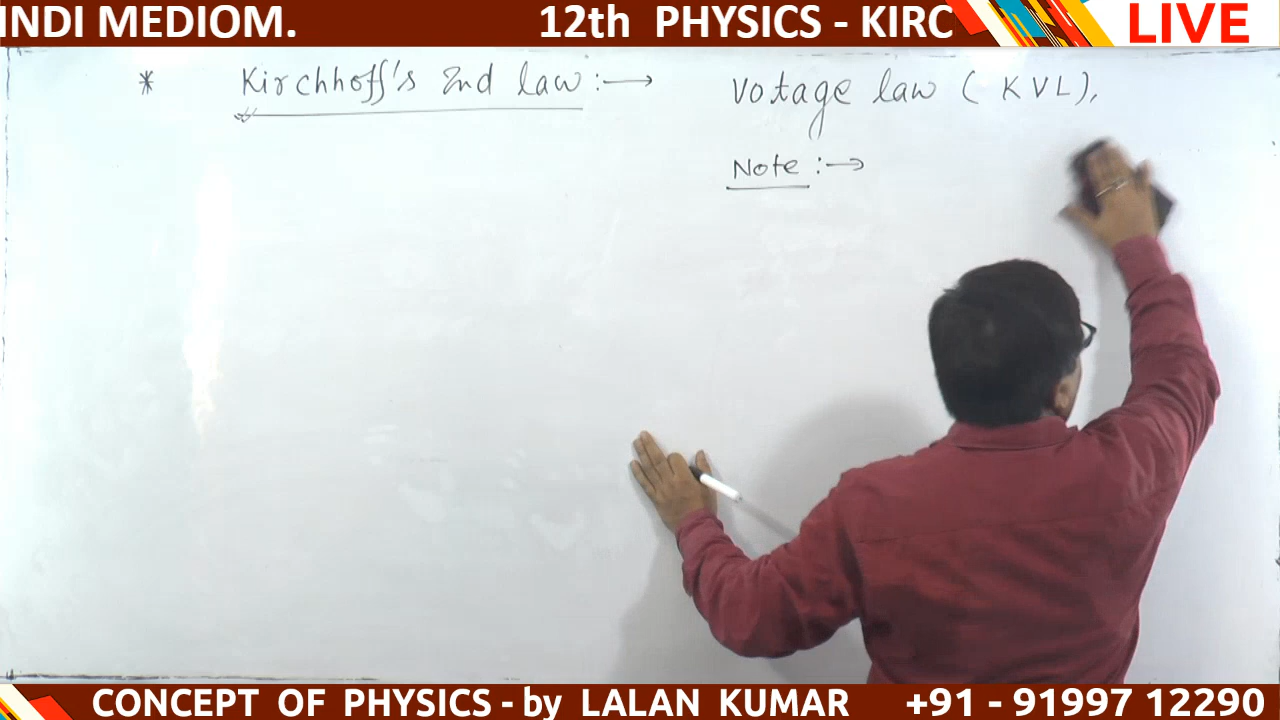 INDI MEDIOM. 12th PHYSICS - KIRC LIVE
* Kirchhoff's 2nd law :→ Votage law ( KVL),
Note :→
CONCEPT OF PHYSICS - by LALAN KUMAR +91 - 91997 12290